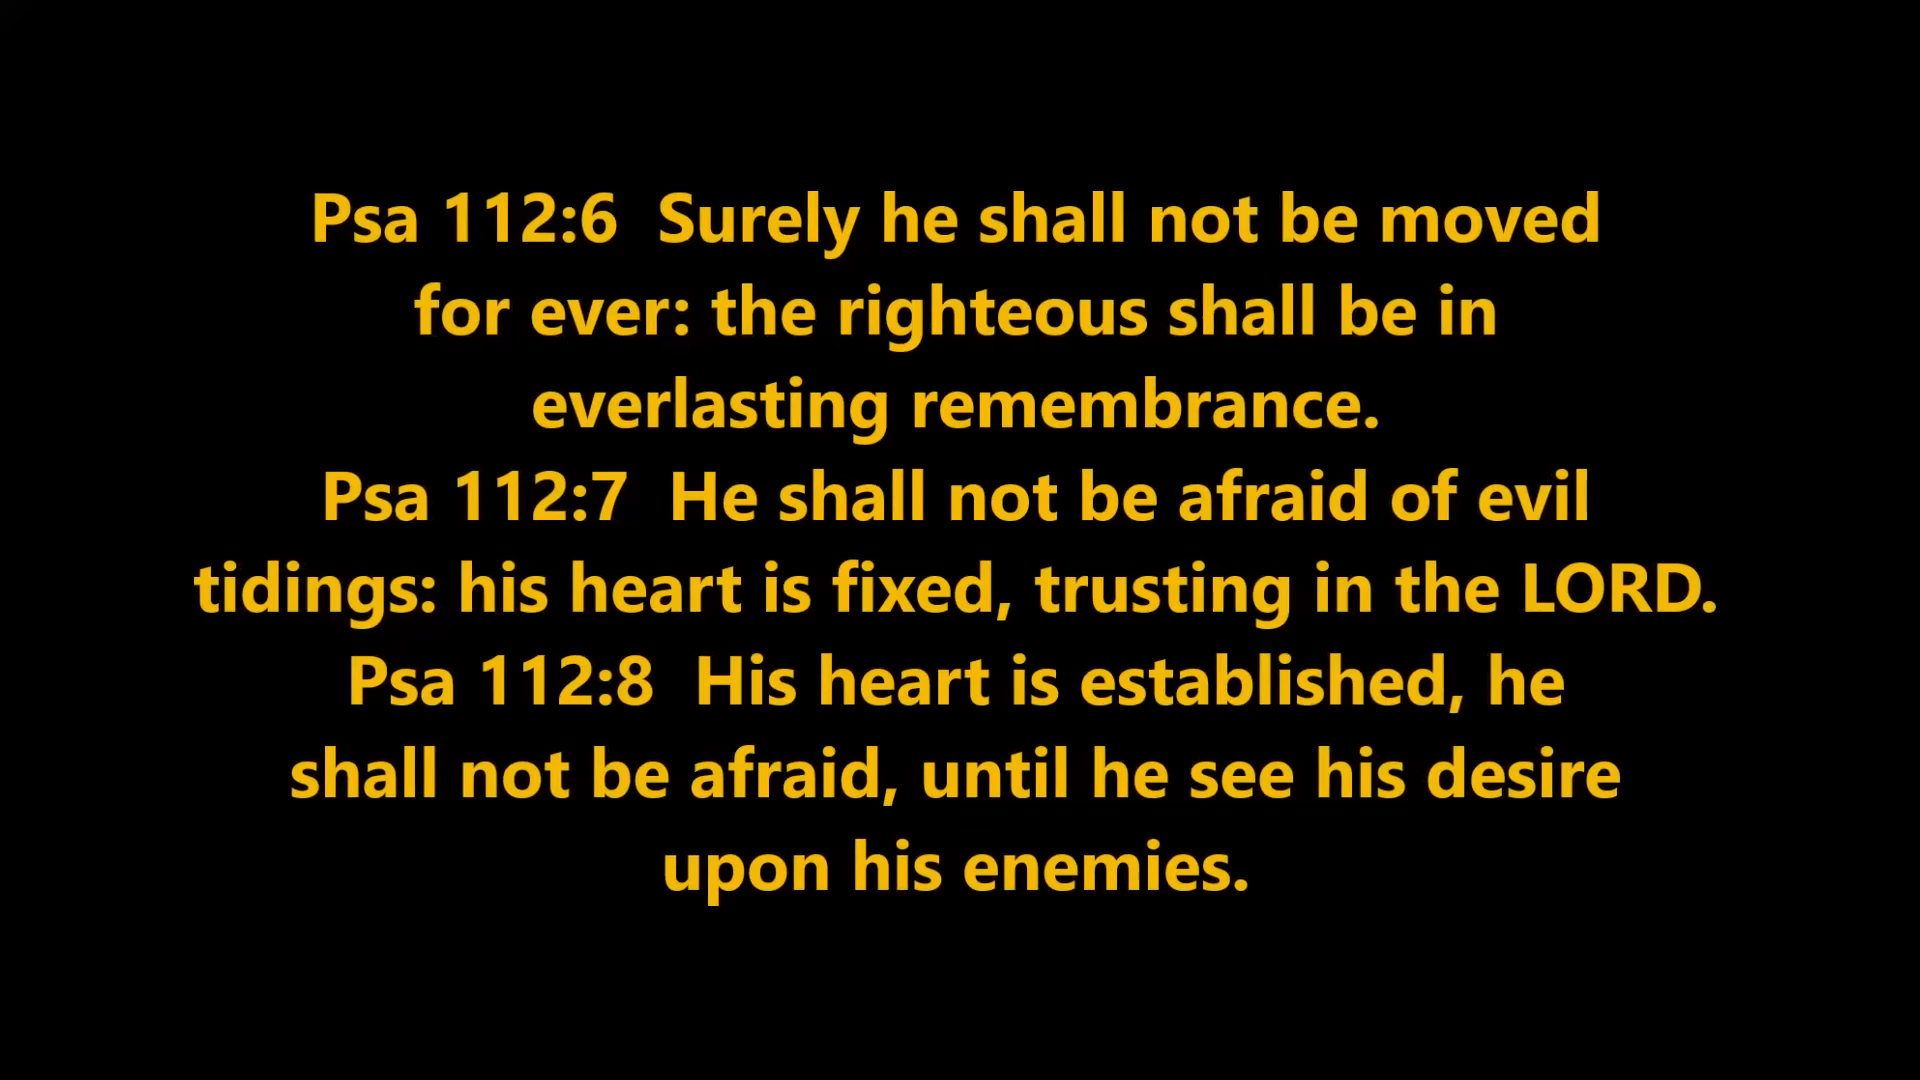 Psa 112:6  Surely he shall not be moved
for ever: the righteous shall be in
everlasting remembrance.
Psa 112:7  He shall not be afraid of evil
tidings: his heart is fixed, trusting in the LORD.
Psa 112:8  His heart is established, he
shall not be afraid, until he see his desire
upon his enemies.